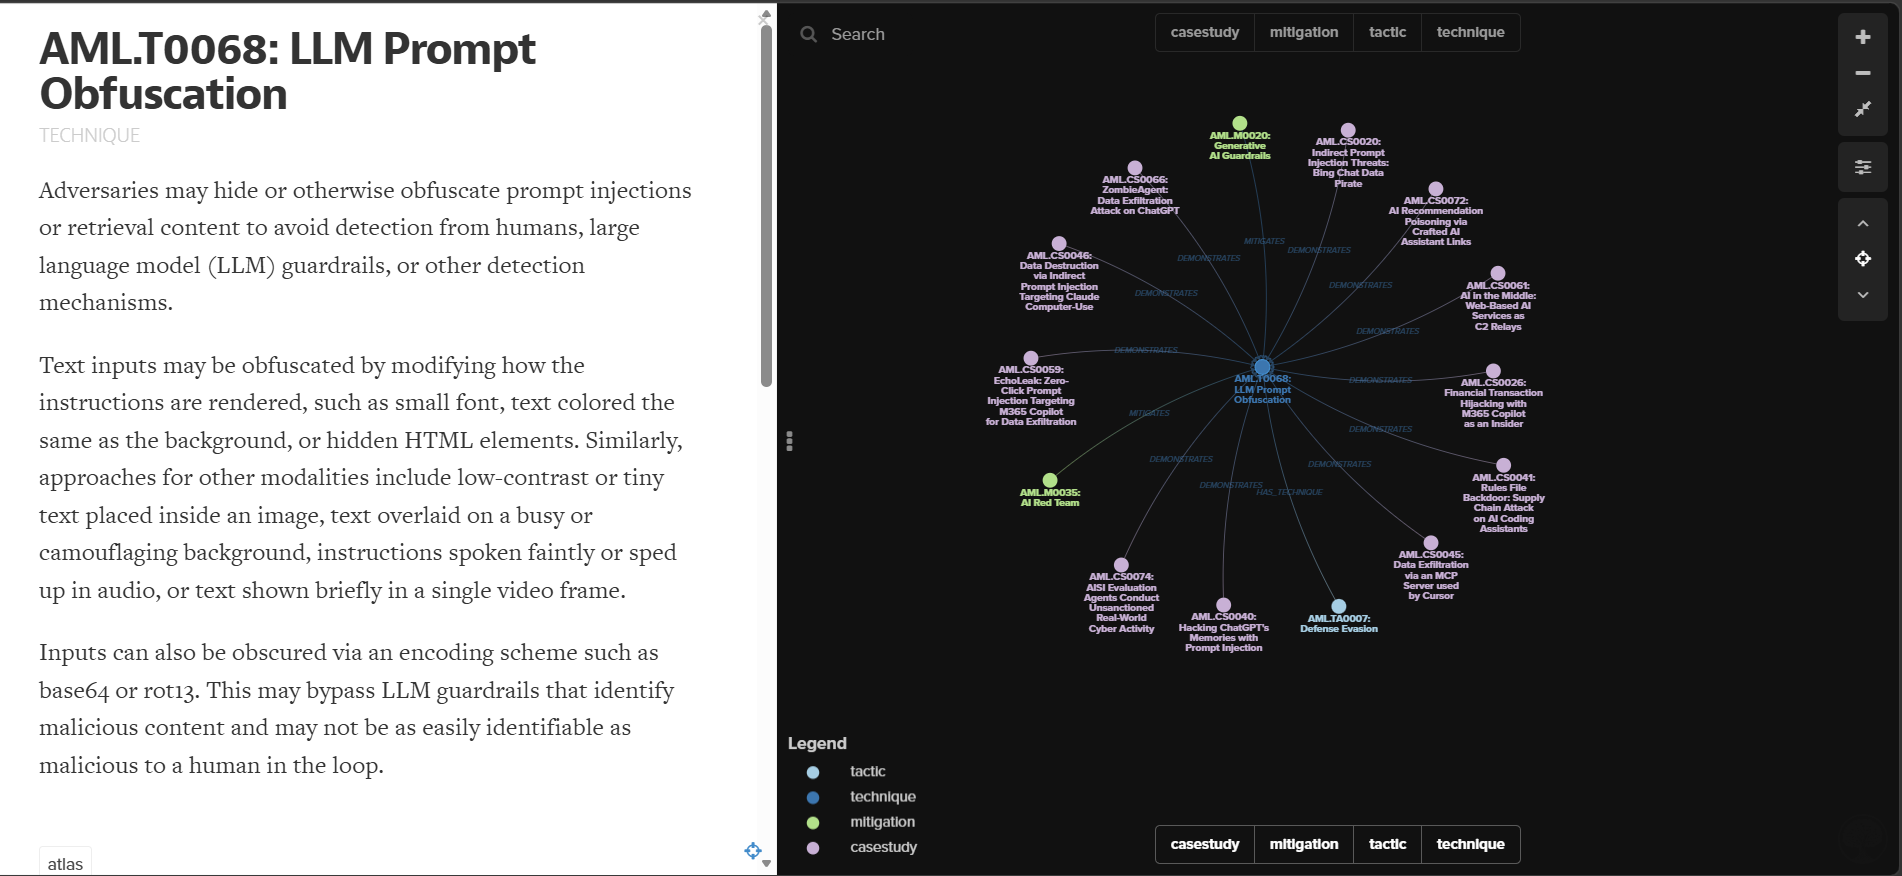 AML.T0068: LLM Prompt
Obfuscation
TECHNIQUE
Adversaries may hide or otherwise obfuscate prompt injections
or retrieval content to avoid detection from humans, large
language model (LLM) guardrails, or other detection
mechanisms.
Text inputs may be obfuscated by modifying how the
instructions are rendered, such as small font, text colored the
same as the background, or hidden HTML elements. Similarly,
approaches for other modalities include low-contrast or tiny
text placed inside an image, text overlaid on a busy or
camouflaging background, instructions spoken faintly or sped
up in audio, or text shown briefly in a single video frame.
Inputs can also be obscured via an encoding scheme such as
base64 or rot13. This may bypass LLM guardrails that identify
malicious content and may not be as easily identifiable as
malicious to a human in the loop.
atlas
Search
casestudy
mitigation
tactic
technique
AML.M0020:
Generative
AI Guardrails
AML.CS0020:
Indirect Prompt
Injection Threats:
Bing Chat Data
Pirate
AML.CS0066:
ZombieAgent:
Data Exfiltration
Attack on ChatGPT
AML.CS0072:
AI Recommendation
Poisoning via
Crafted AI
Assistant Links
AML.CS0046:
Data Destruction
via Indirect
Prompt Injection
Targeting Claude
Computer-Use
AML.CS0061:
AI in the Middle:
Web-Based AI
Services as
C2 Relays
MITIGATES
DEMONSTRATES
DEMONSTRATES
DEMONSTRATES
DEMONSTRATES
DEMONSTRATES
DEMONSTRATES
AML.CS0059:
EchoLeak: Zero-
Click Prompt
Injection Targeting
M365 Copilot
for Data Exfiltration
AML.T0068:
LLM Prompt
Obfuscation
DEMONSTRATES
AML.CS0026:
Financial Transaction
Hijacking with
M365 Copilot
as an Insider
MITIGATES
DEMONSTRATES
DEMONSTRATES
DEMONSTRATES
DEMONSTRATES
HAS_TECHNIQUE
AML.M0035:
AI Red Team
AML.CS0041:
Rules File
Backdoor: Supply
Chain Attack
on AI Coding
Assistants
AML.CS0045:
Data Exfiltration
via an MCP
Server used
by Cursor
AML.CS0074:
AISI Evaluation
Agents Conduct
Unsanctioned
Real-World
Cyber Activity
AML.CS0040:
Hacking ChatGPT's
Memories with
Prompt Injection
AML.TA0007:
Defense Evasion
Legend
tactic
technique
mitigation
casestudy
casestudy
mitigation
tactic
technique